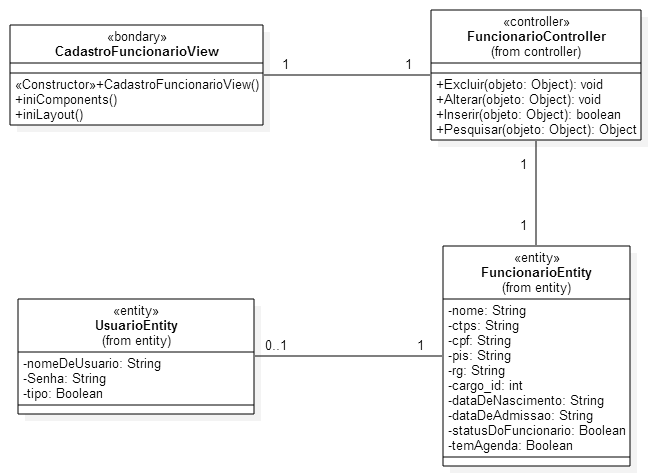 «bondary»
CadastroFuncionarioView
«Constructor»+CadastroFuncionarioView()
+iniComponents()
+iniLayout()
1
1
«controller»
FuncionarioController
(from controller)
+Excluir(objeto: Object): void
+Alterar(objeto: Object): void
+Inserir(objeto: Object): boolean
+Pesquisar(objeto: Object): Object
1
1
«entity»
FuncionarioEntity
(from entity)
-nome: String
-ctps: String
-cpf: String
-pis: String
-rg: String
-cargo_id: int
-dataDeNascimento: String
-dataDeAdmissao: String
-statusDoFuncionario: Boolean
-temAgenda: Boolean
«entity»
UsuarioEntity
(from entity)
-nomeDeUsuario: String
-Senha: String
-tipo: Boolean
0..1
1